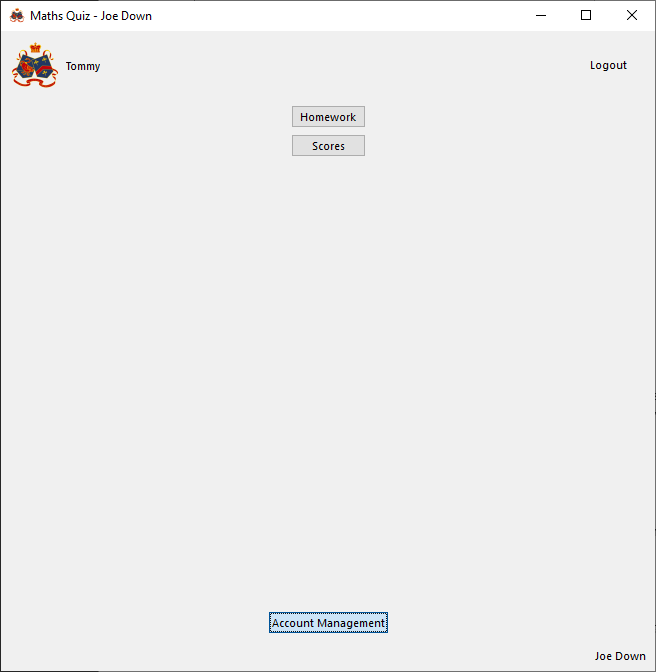 Maths Quiz - Joe Down
Tommy
Logout
Homework
Scores
Account Management
Joe Down